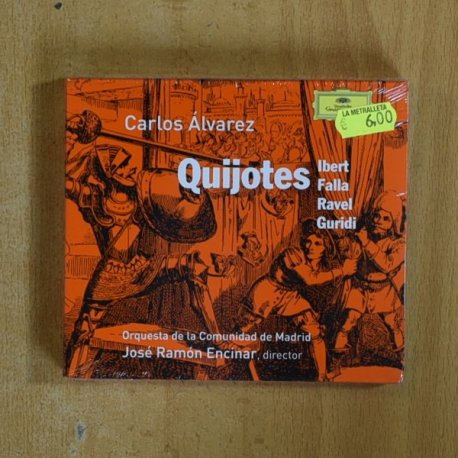 LA METRALLETA
€ 6,00
Carlos Álvarez
Quijotes
Ibert
Falla
Ravel
Guridi
Orquesta de la Comunidad de Madrid
José Ramón Encinar, director